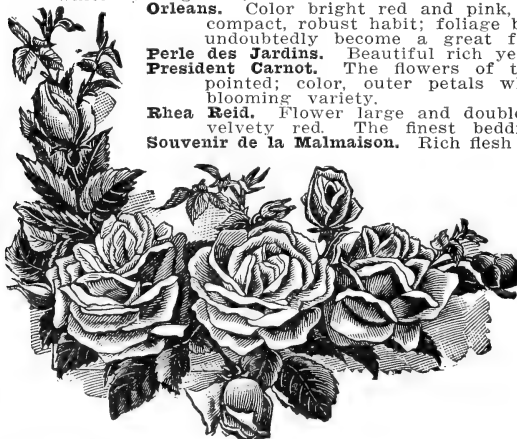 Orleans. Color bright red and pink,
compact, robust habit; foliage b
undoubtedly become a great f
Perle des Jardins. Beautiful rich ye
President Carnot. The flowers of t
pointed; color, outer petals w
blooming variety.
Rhea Reid. Flower large and double
velvety red. The finest beddi
Souvenir de la Malmaison. Rich flesh